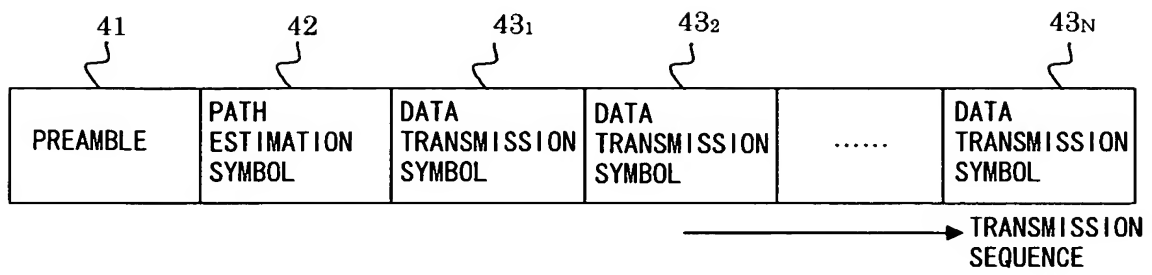 41 42 43₁ 43₂ 43N
PREAMBLE
PATH
ESTIMATION
SYMBOL
DATA
TRANSMISSION
SYMBOL
DATA
TRANSMISSION
SYMBOL
......
DATA
TRANSMISSION
SYMBOL
TRANSMISSION
SEQUENCE